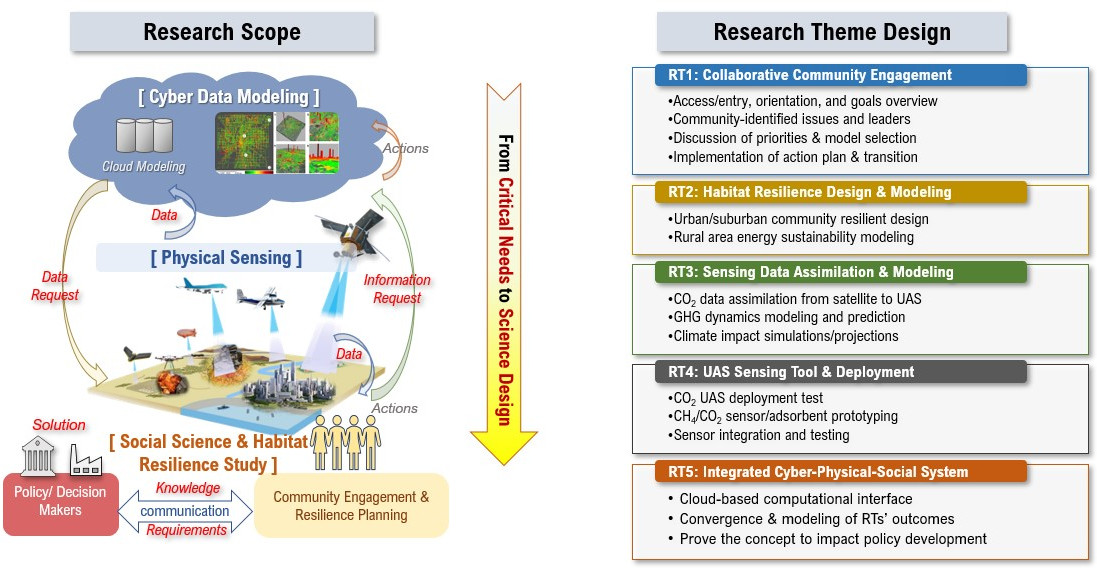 Research Scope
[ Cyber Data Modeling ]
Cloud Modeling
Actions
Data
[ Physical Sensing ]
Data
Request
Information
Request
Data
Actions
Solution
[ Social Science & Habitat
Resilience Study ]
Policy/ Decision
Makers
Knowledge
communication
Requirements
Community Engagement &
Resilience Planning
From Critical Needs to Science Design
Research Theme Design
RT1: Collaborative Community Engagement
•Access/entry, orientation, and goals overview
•Community-identified issues and leaders
•Discussion of priorities & model selection
•Implementation of action plan & transition
RT2: Habitat Resilience Design & Modeling
•Urban/suburban community resilient design
•Rural area energy sustainability modeling
RT3: Sensing Data Assimilation & Modeling
•CO₂ data assimilation from satellite to UAS
•GHG dynamics modeling and prediction
•Climate impact simulations/projections
RT4: UAS Sensing Tool & Deployment
•CO₂ UAS deployment test
•CH₄/CO₂ sensor/adsorbent prototyping
•Sensor integration and testing
RT5: Integrated Cyber-Physical-Social System
• Cloud-based computational interface
• Convergence & modeling of RTs' outcomes
• Prove the concept to impact policy development